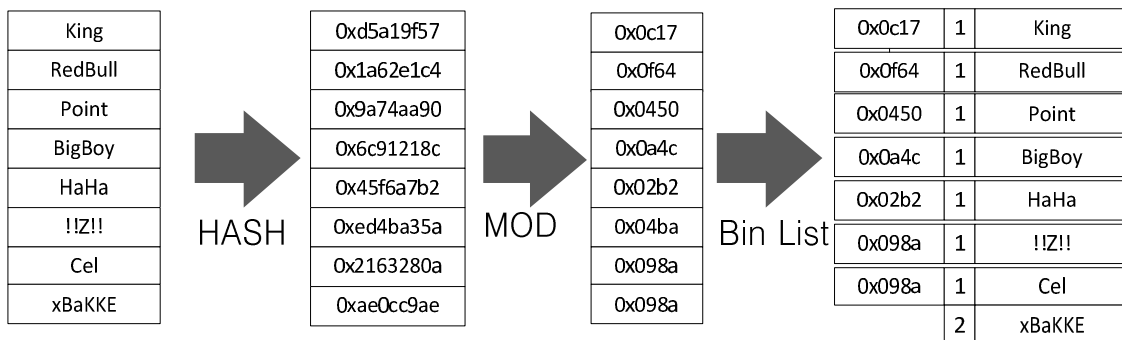 King 0xd5a19f57 0x0c17 0x0c17 1 King
RedBull 0x1a62e1c4 0x0f64 0x0f64 1 RedBull
Point 0x9a74aa90 0x0450 0x0450 1 Point
BigBoy 0x6c91218c 0x0a4c 0x0a4c 1 BigBoy
HaHa 0x45f6a7b2 0x02b2 0x02b2 1 HaHa
!!Z!! HASH 0xed4ba35a MOD 0x04ba Bin List 0x098a 1 !!Z!!
Cel 0x2163280a 0x098a 0x098a 1 Cel
xBaKKE 0xae0cc9ae 0x098a 2 xBaKKE